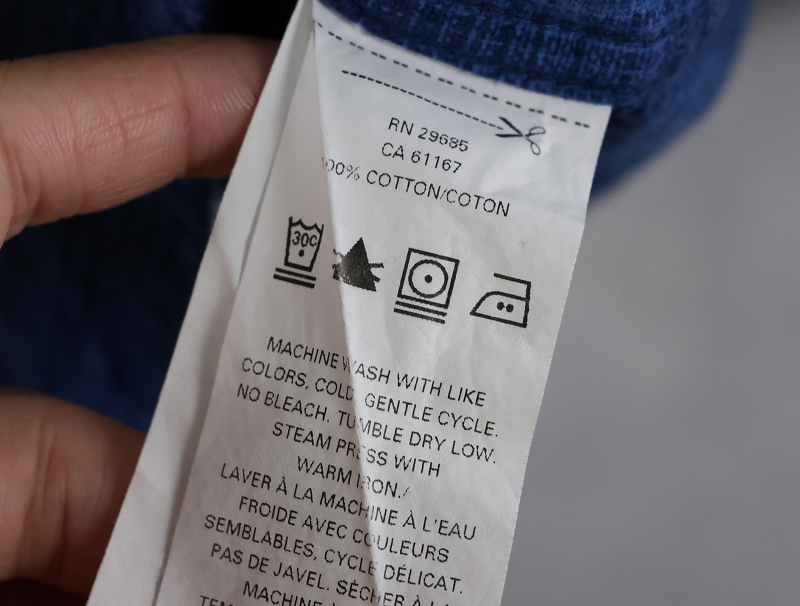 RN 29685
CA 61167
100% COTTON/COTON
30C
MACHINE WASH WITH LIKE
COLORS, COLD, GENTLE CYCLE.
NO BLEACH. TUMBLE DRY LOW.
STEAM PRESS WITH
WARM IRON./
LAVER À LA MACHINE À L'EAU
FROIDE AVEC COULEURS
SEMBLABLES, CYCLE DÉLICAT.
PAS DE JAVEL. SÉCHER À LA